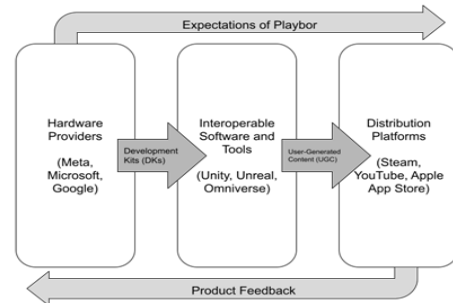 Expectations of Playbor
Hardware
Providers
(Meta,
Microsoft,
Google)
Development
Kits (DKs)
Interoperable
Software and
Tools
(Unity, Unreal,
Omniverse)
User-Generated
Content (UGC)
Distribution
Platforms
(Steam,
YouTube, Apple
App Store)
Product Feedback